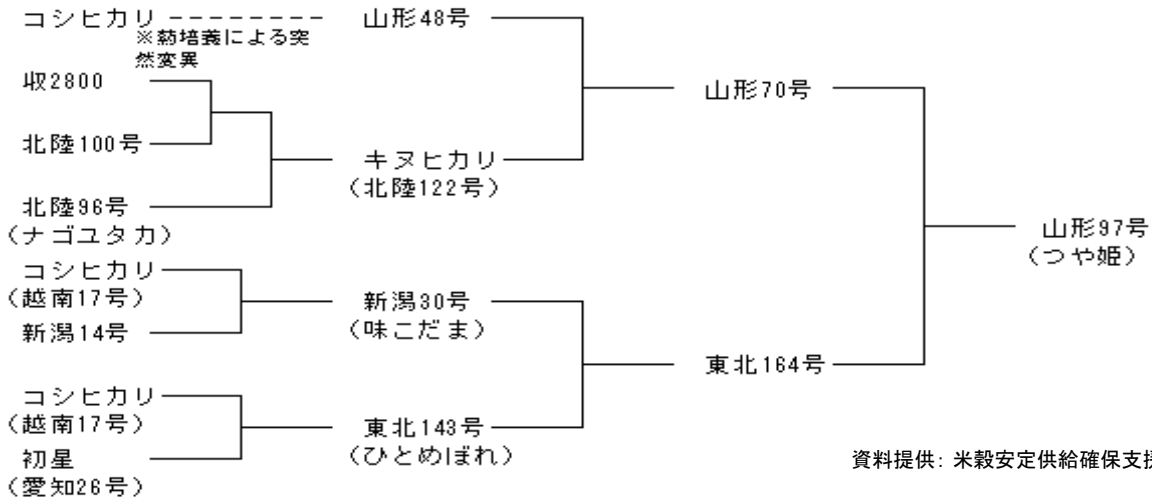 コシヒカリ
山形48号
※葯培養による突
然変異
収2800
山形70号
北陸100号
キヌヒカリ
(北陸122号)
北陸96号
(ナゴユタカ)
山形97号
(つや姫)
コシヒカリ
(越南17号)
新潟30号
(味こだま)
新潟14号
東北164号
コシヒカリ
(越南17号)
東北143号
(ひとめぼれ)
初星
(愛知26号)
資料提供: 米穀安定供給確保支援